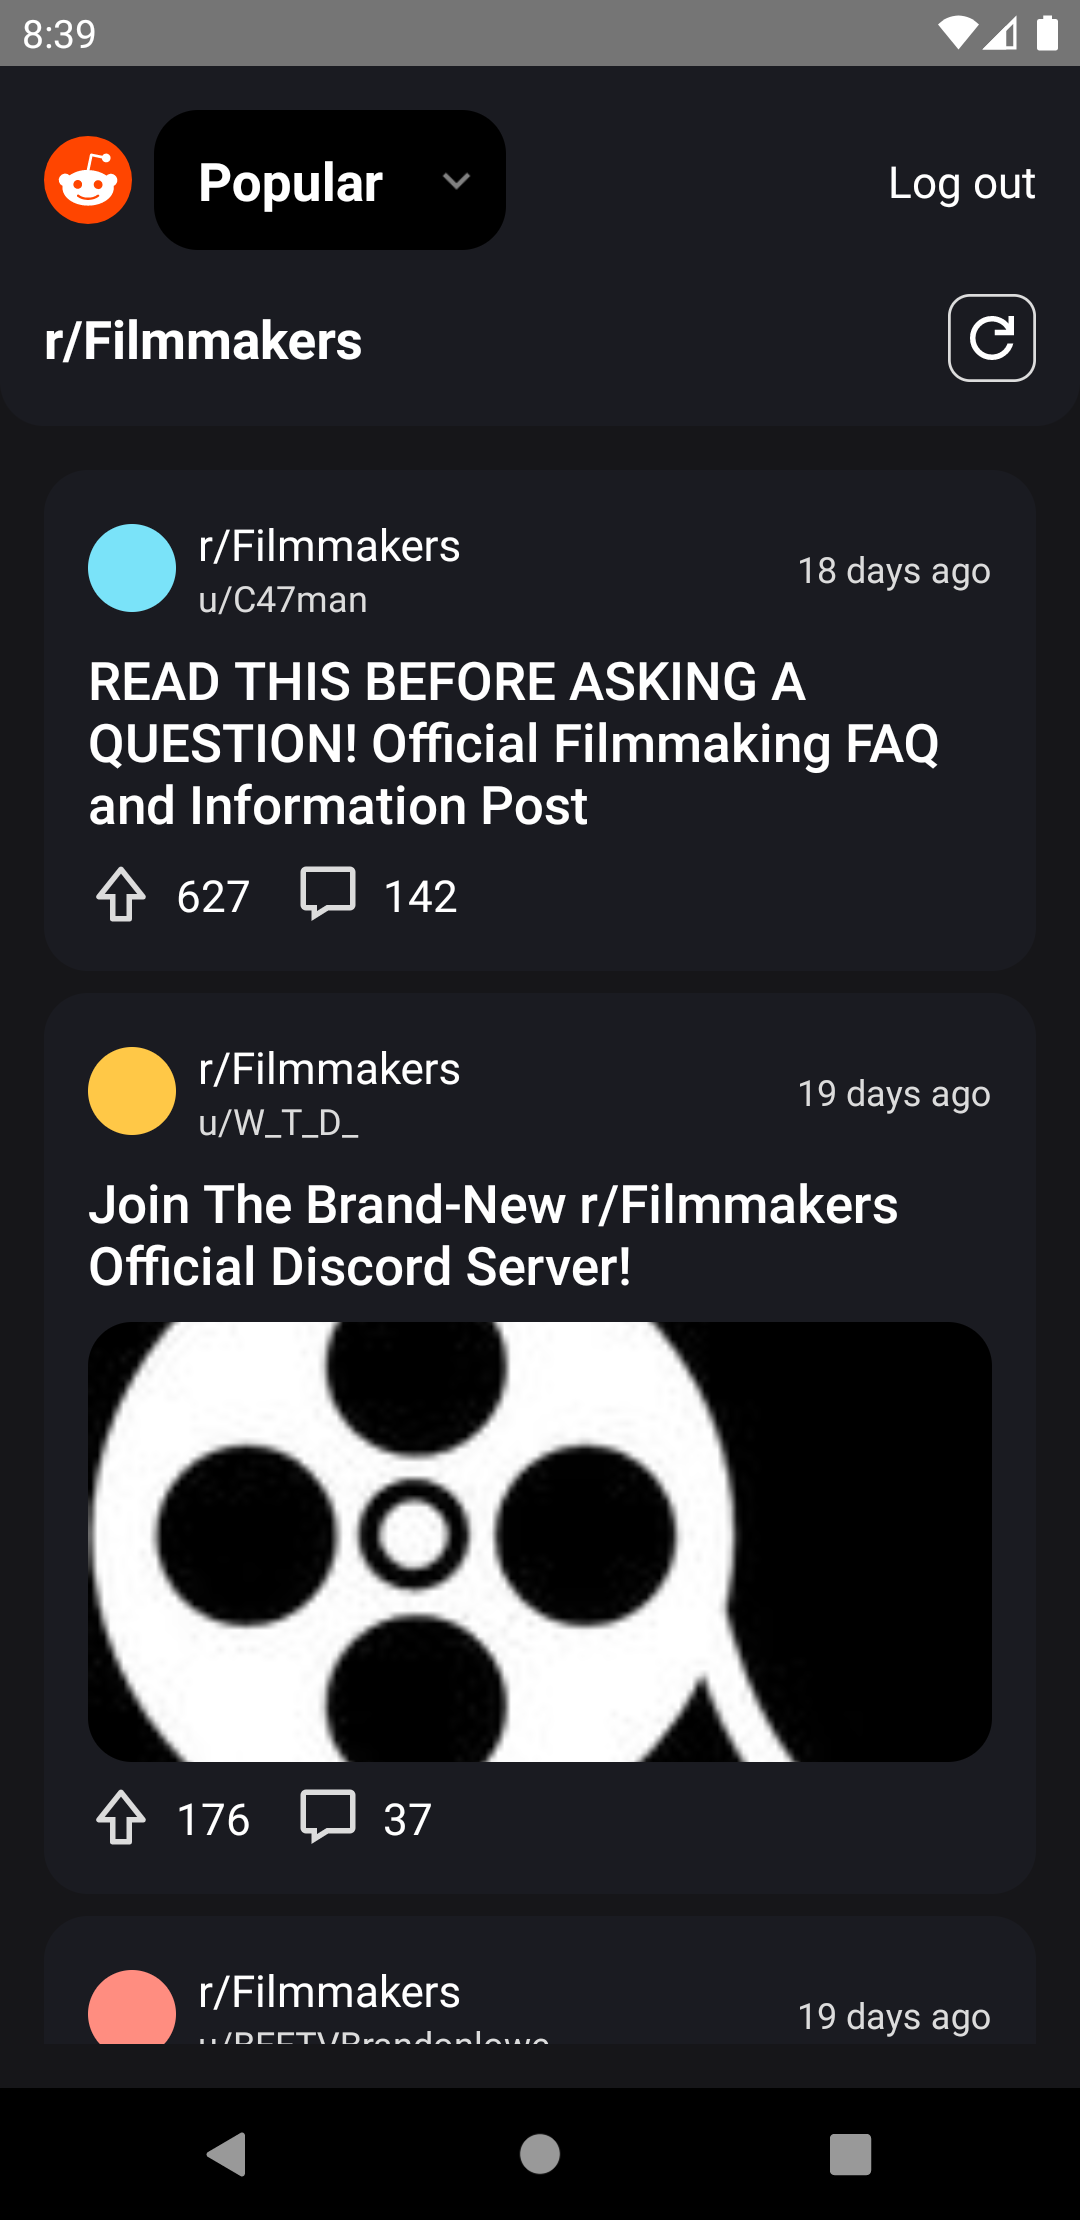 8:39
Popular
Log out
r/Filmmakers
r/Filmmakers
u/C47man
18 days ago
READ THIS BEFORE ASKING A
QUESTION! Official Filmmaking FAQ
and Information Post
627
142
r/Filmmakers
u/W_T_D_
19 days ago
Join The Brand-New r/Filmmakers
Official Discord Server!
176
37
r/Filmmakers
19 days ago